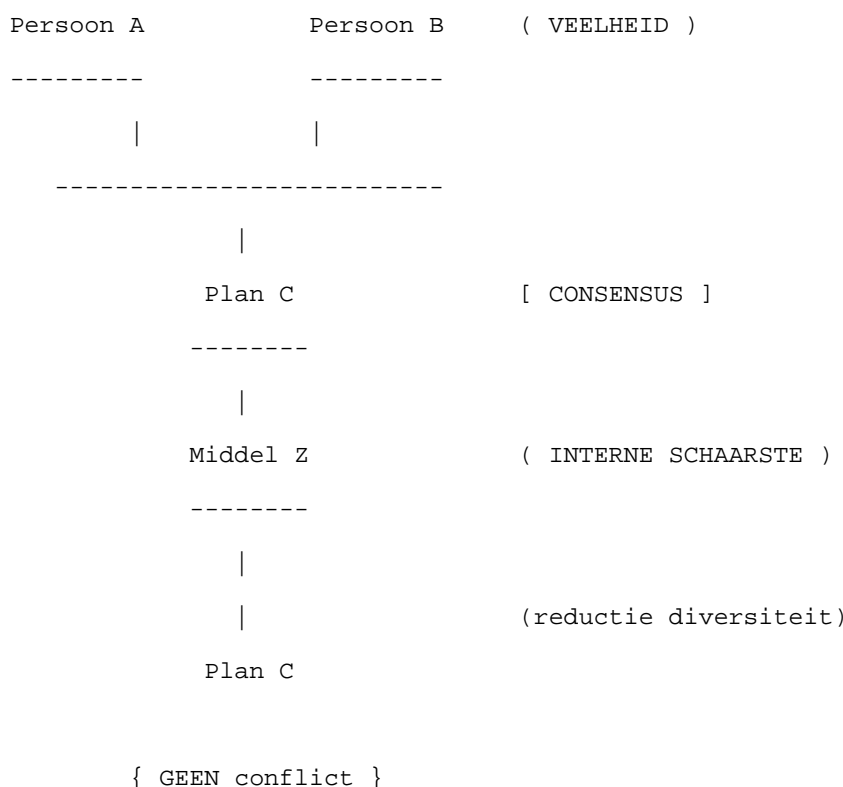 Persoon A Persoon B ( VEELHEID )
--------- ---------
| |
--------------------------
|
Plan C [ CONSENSUS ]
--------
|
Middel Z ( INTERNE SCHAARSTE )
--------
|
| (reductie diversiteit)
Plan C
{ GEEN conflict }